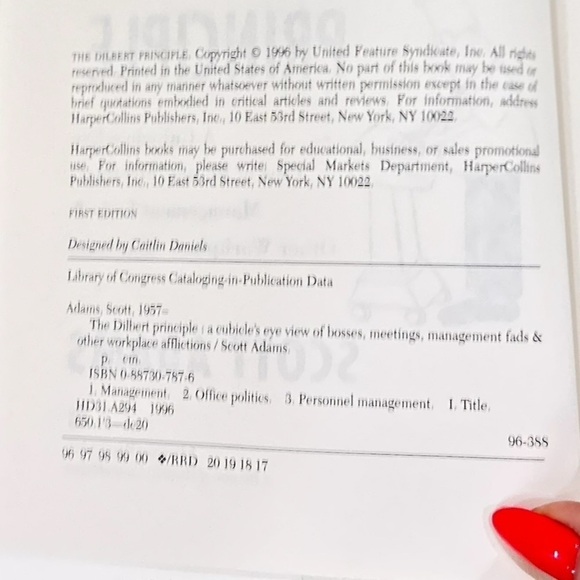 THE DILBERT PRINCIPLE. Copyright © 1996 by United Feature Syndicate, Inc. All rights
reserved. Printed in the United States of America. No part of this book may be used or
reproduced in any manner whatsoever without written permission except in the case of
brief quotations embodied in critical articles and reviews. For information, address
HarperCollins Publishers, Inc., 10 East 53rd Street, New York, NY 10022.
HarperCollins books may be purchased for educational, business, or sales promotional
use. For information, please write: Special Markets Department, HarperCollins
Publishers, Inc., 10 East 53rd Street, New York, NY 10022.
FIRST EDITION
Designed by Caitlin Daniels
Library of Congress Cataloging-in-Publication Data
Adams, Scott, 1957–
The Dilbert principle : a cubicle's eye view of bosses, meetings, management fads &
other workplace afflictions / Scott Adams.
p. cm.
ISBN 0-88730-787-6
1. Management. 2. Office politics. 3. Personnel management. I. Title.
HD31.A294 1996
650.1'3—dc20
96-388
96 97 98 99 00 ❖/RRD 20 19 18 17